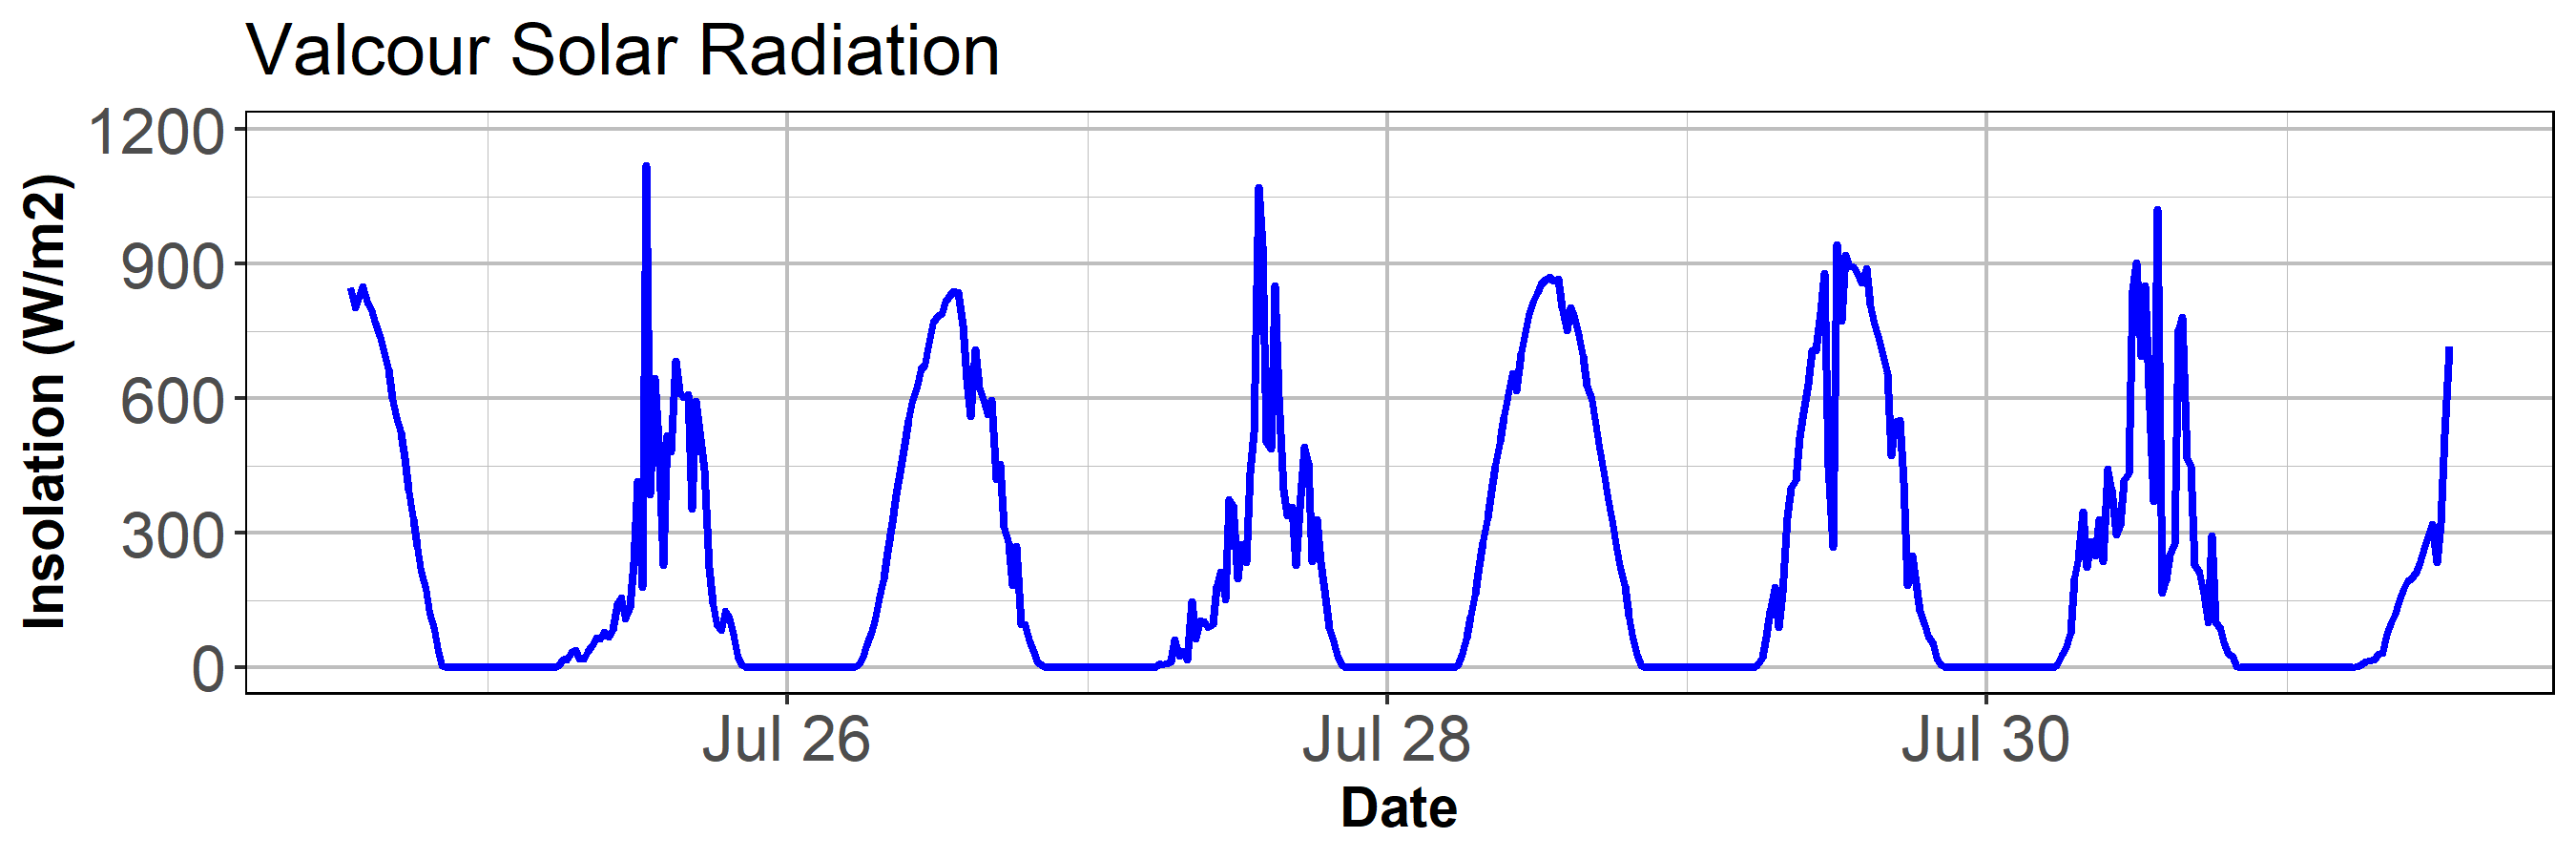 Valcour Solar Radiation
1200
900
600
300
0
Insolation (W/m2)
Jul 26 Jul 28 Jul 30
Date